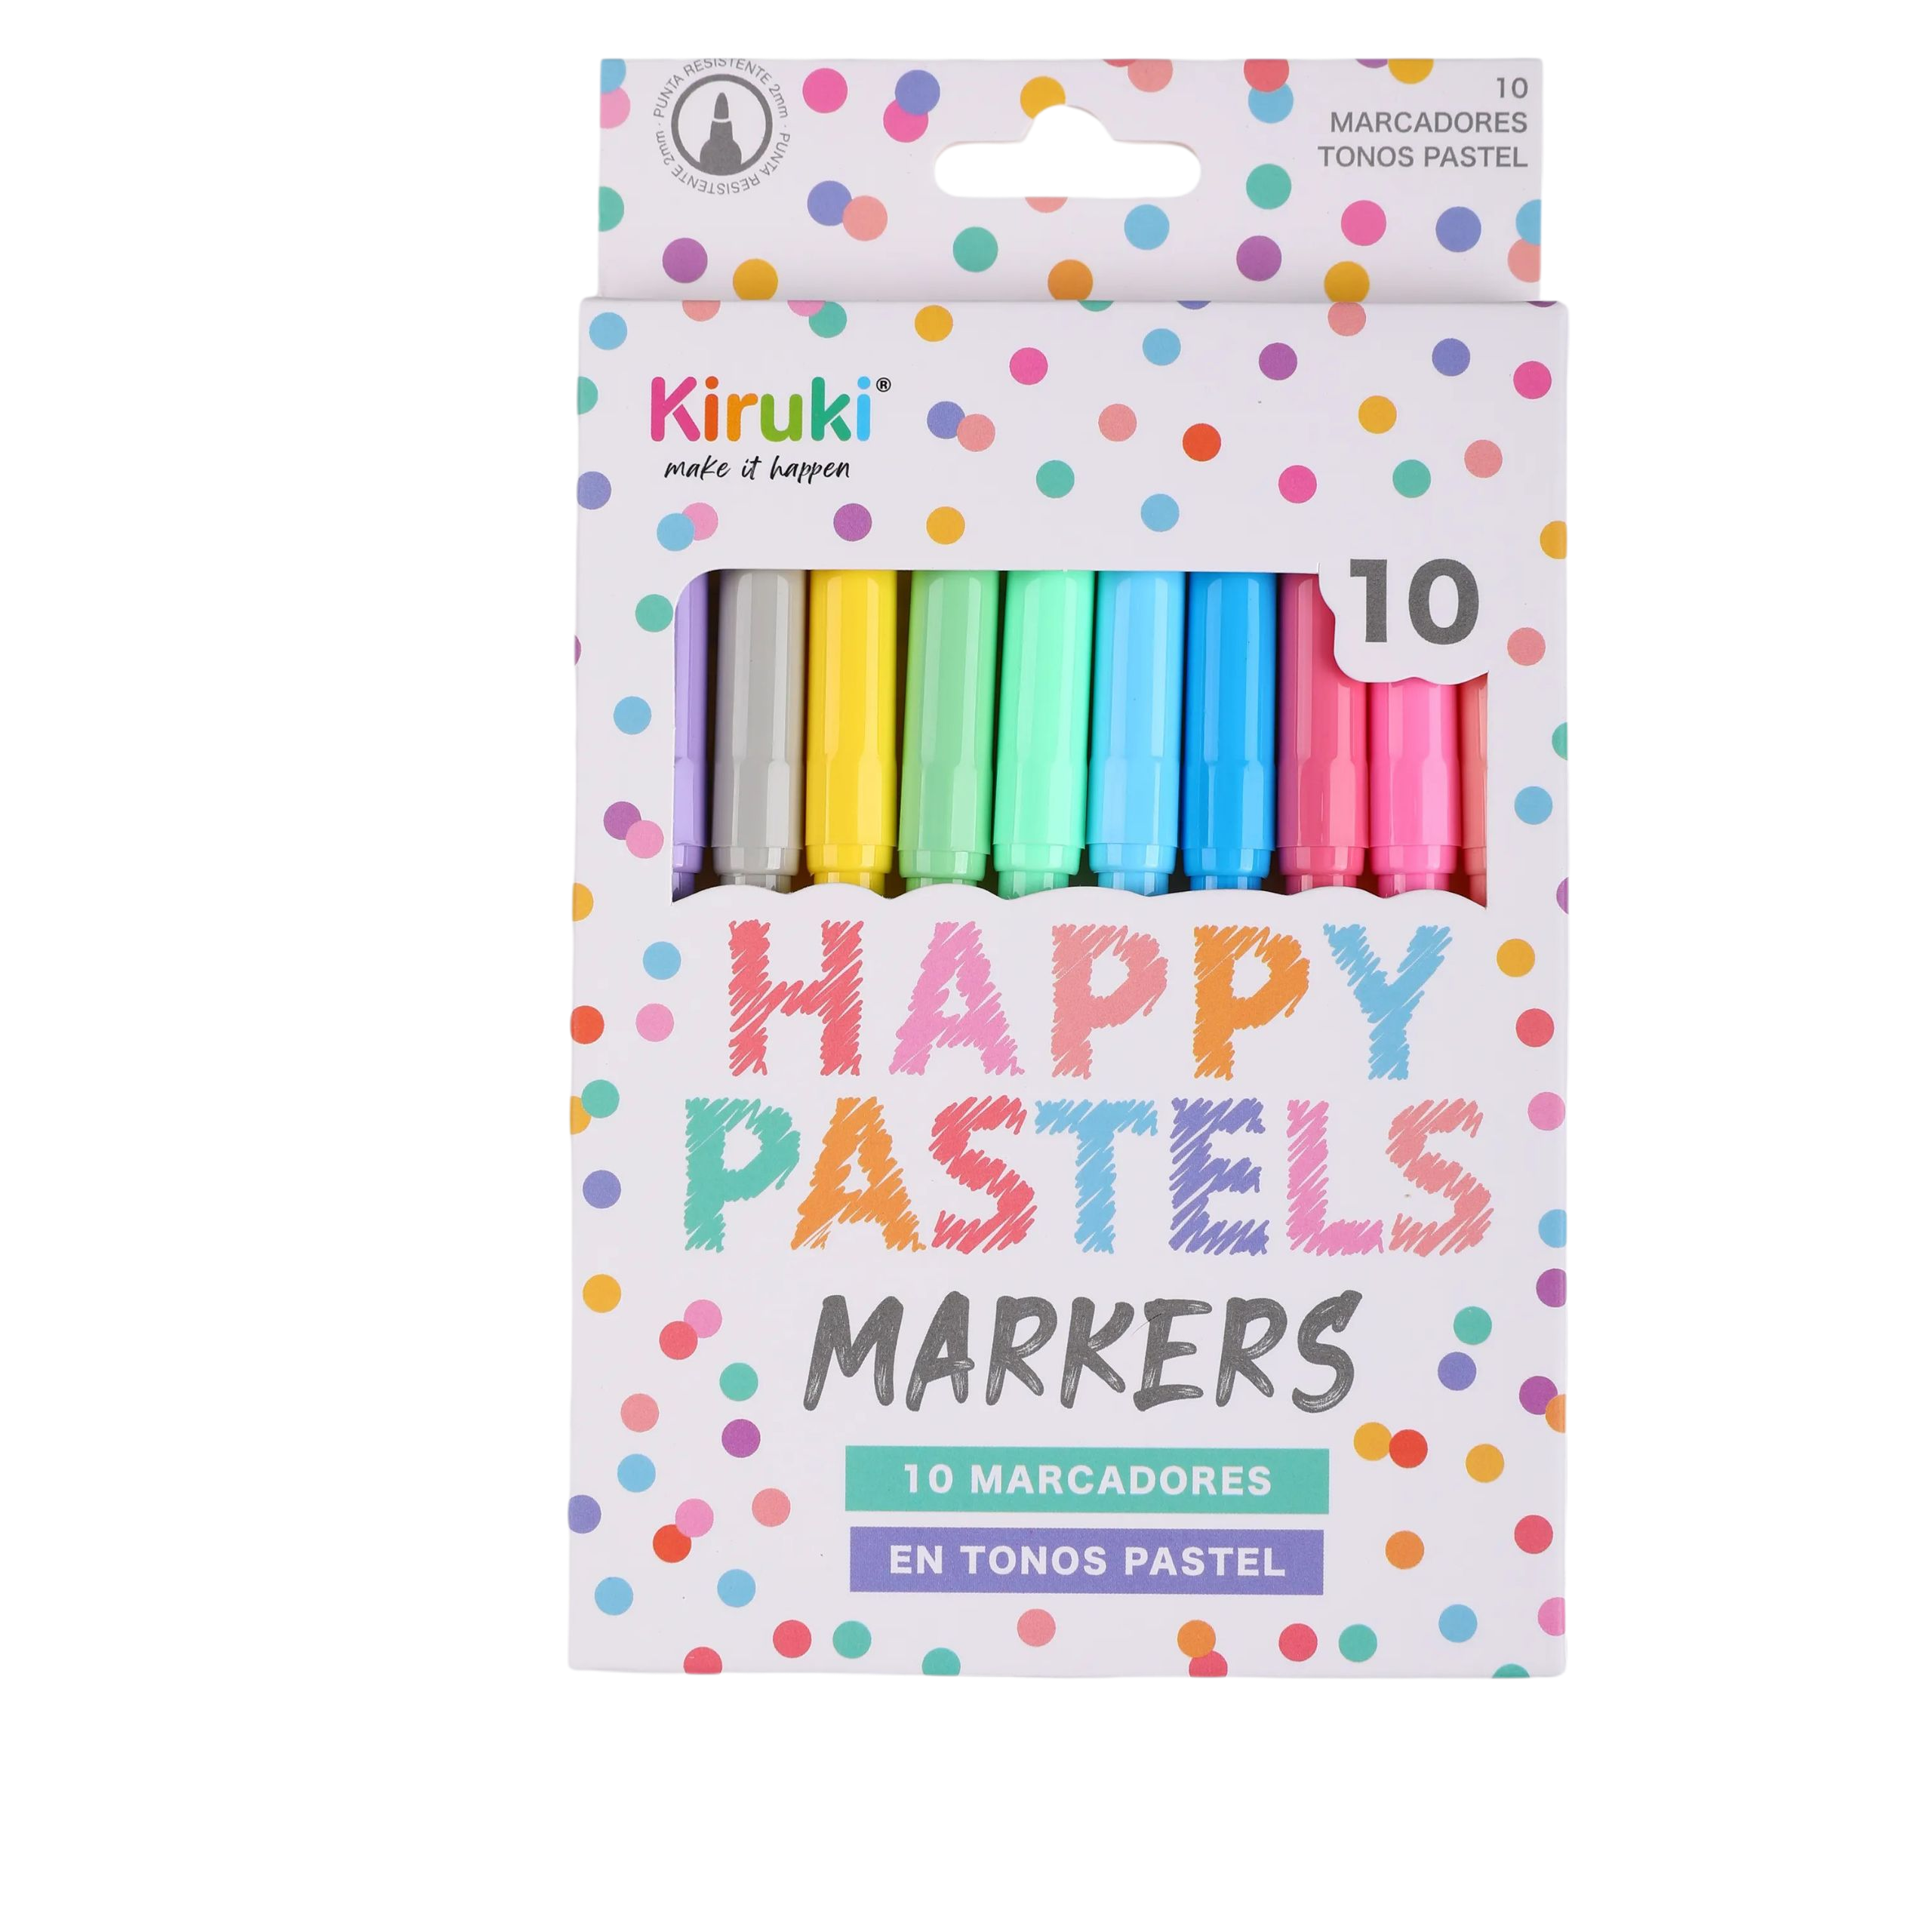 PUNTA RESISTENTE 2mm · PUNTA RESISTENTE 2mm ·
10
MARCADORES
TONOS PASTEL
Kiruki®
make it happen
10
HAPPY
PASTELS
MARKERS
10 MARCADORES
EN TONOS PASTEL